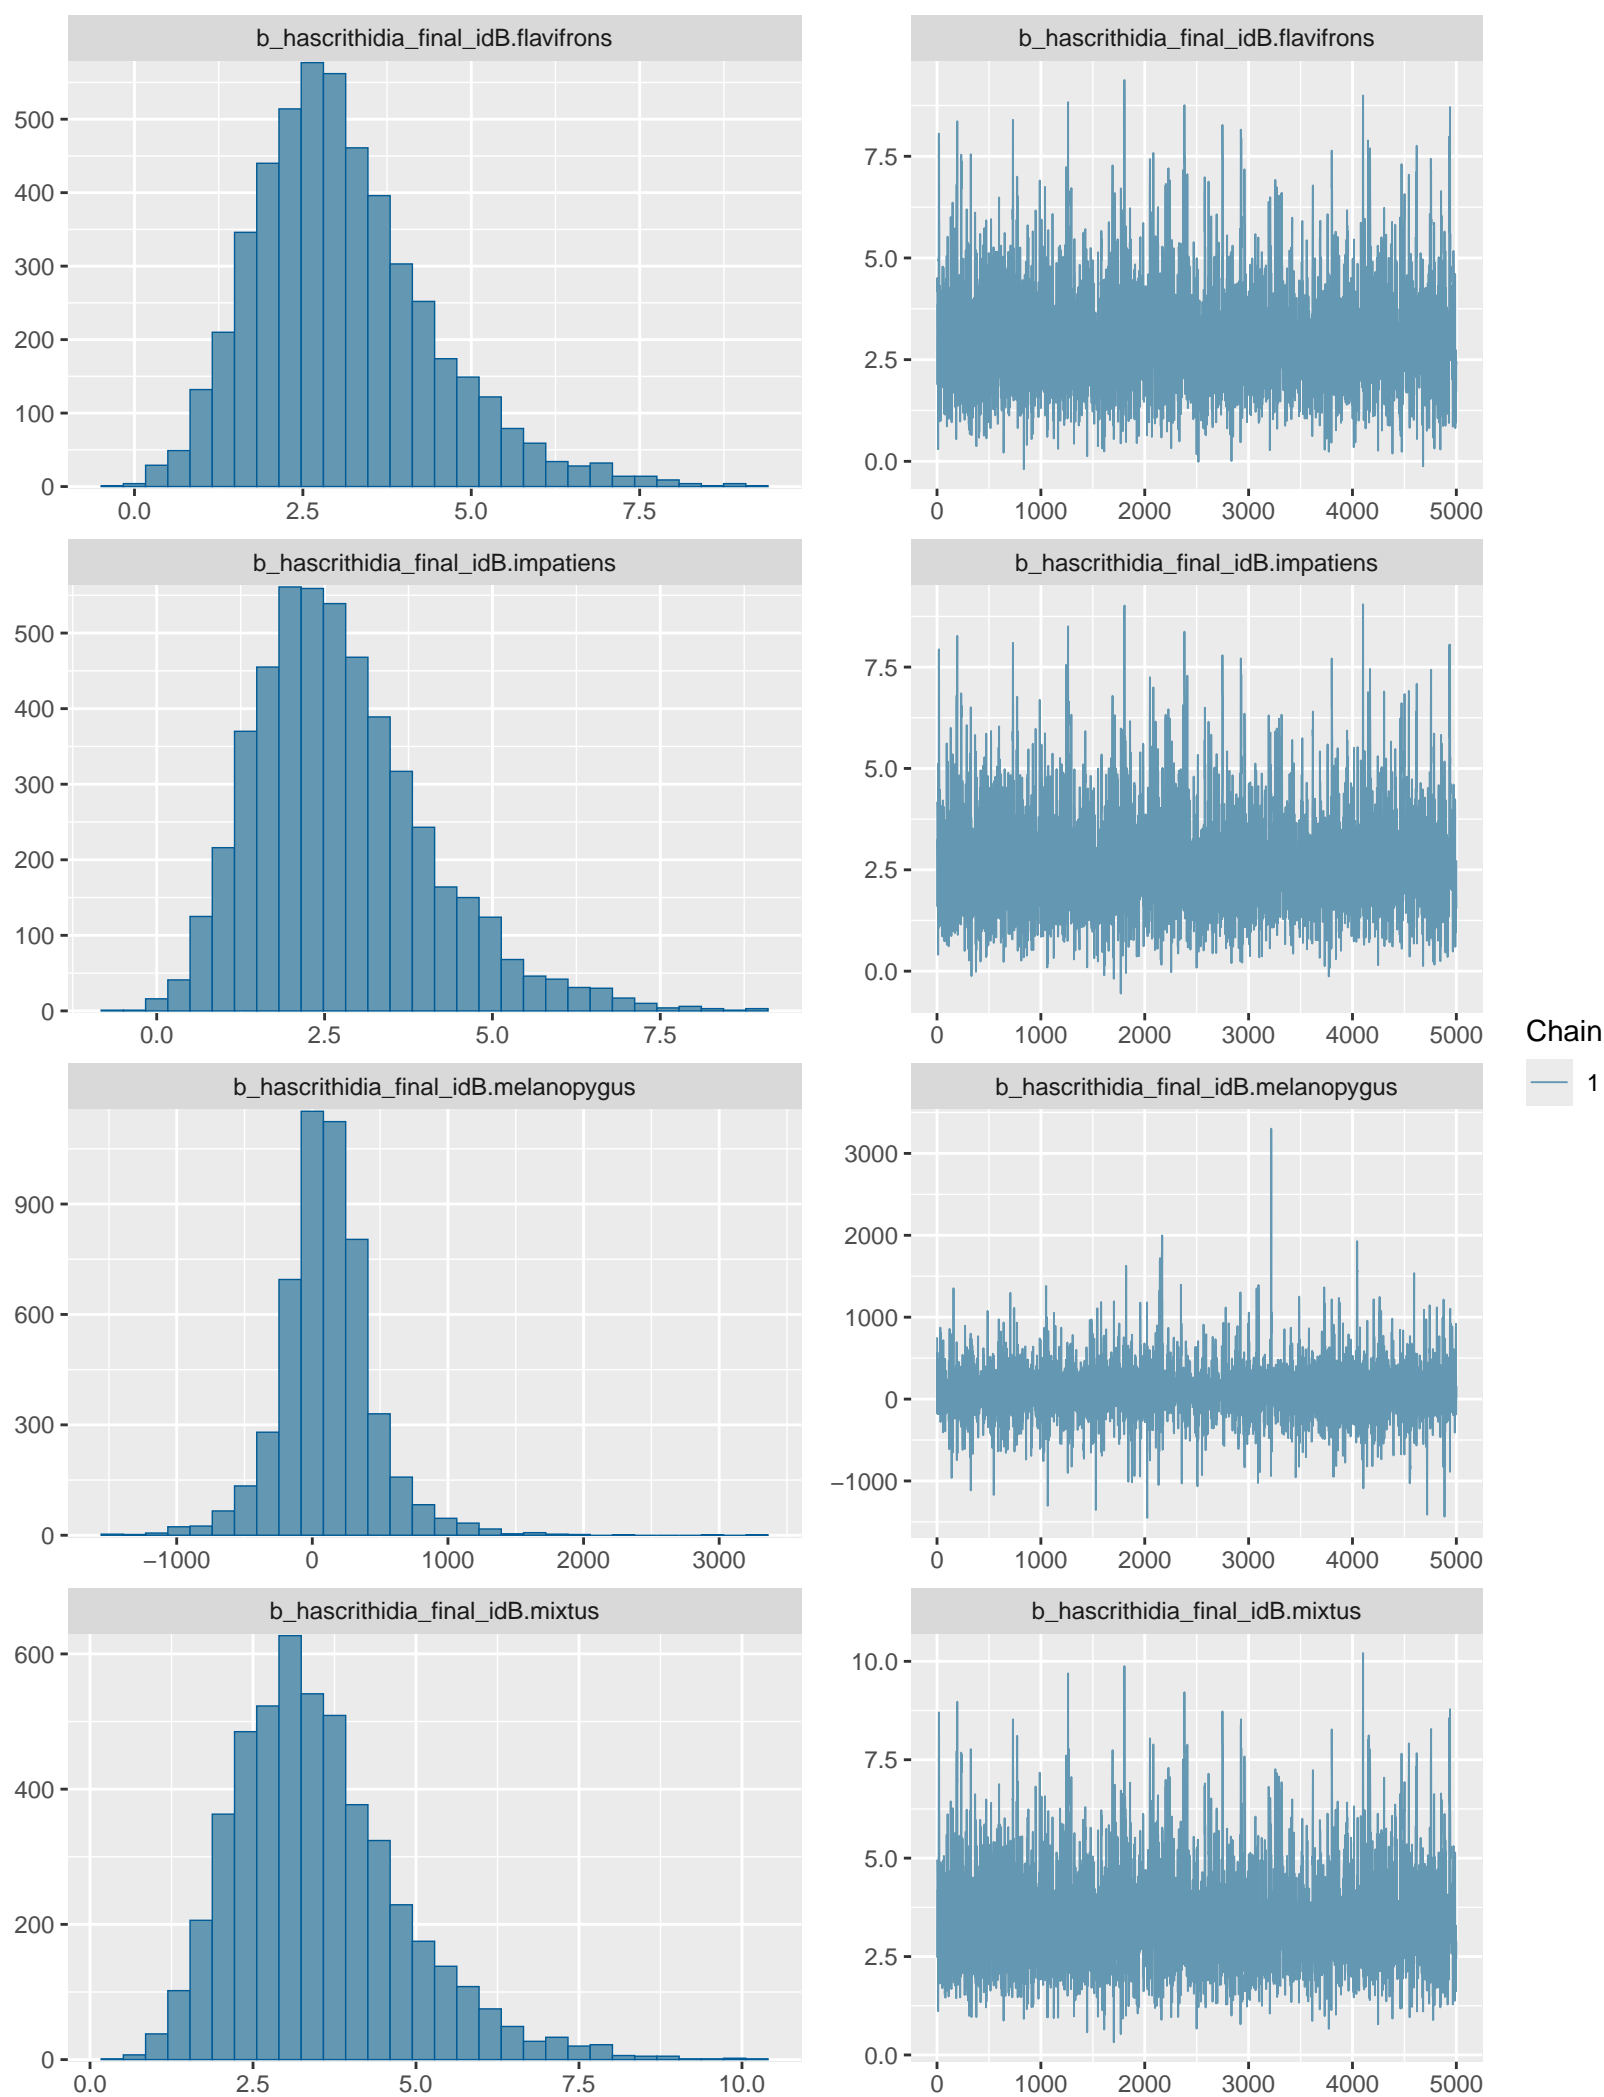 b_hascrithidia_final_idB.flavifrons
500
400
300
200
100
0
0.0 2.5 5.0 7.5
b_hascrithidia_final_idB.flavifrons
7.5
5.0
2.5
0.0
0 1000 2000 3000 4000 5000
b_hascrithidia_final_idB.impatiens
500
400
300
200
100
0
0.0 2.5 5.0 7.5
b_hascrithidia_final_idB.impatiens
7.5
5.0
2.5
0.0
0 1000 2000 3000 4000 5000
b_hascrithidia_final_idB.melanopygus
900
600
300
0
−1000 0 1000 2000 3000
b_hascrithidia_final_idB.melanopygus
3000
2000
1000
0
−1000
0 1000 2000 3000 4000 5000
b_hascrithidia_final_idB.mixtus
600
400
200
0
0.0 2.5 5.0 7.5 10.0
b_hascrithidia_final_idB.mixtus
10.0
7.5
5.0
2.5
0.0
0 1000 2000 3000 4000 5000
Chain
1